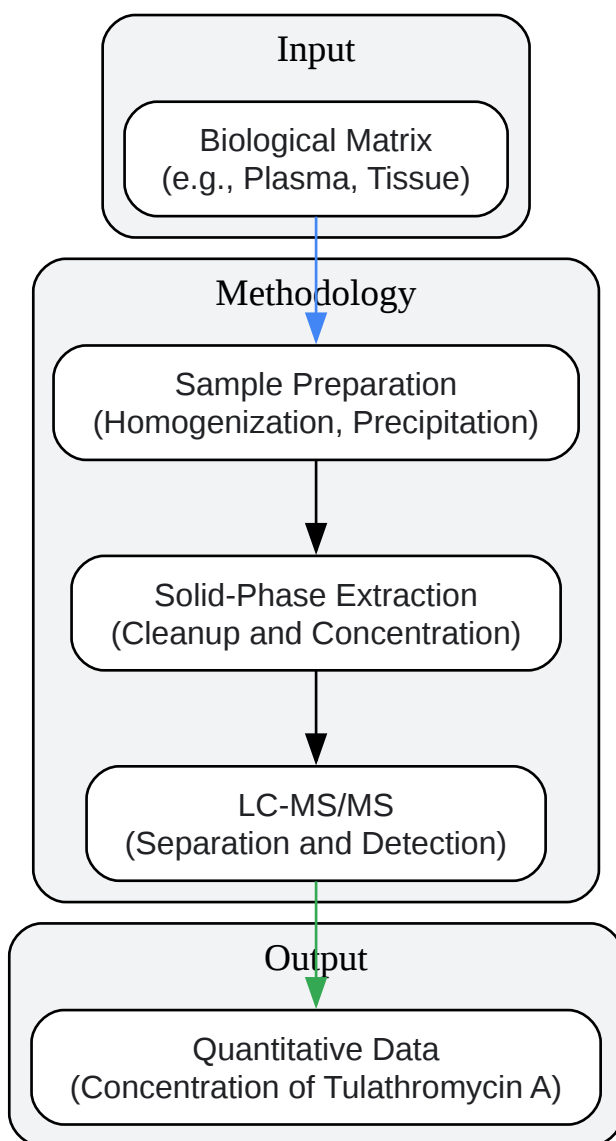 Input
Biological Matrix
(e.g., Plasma, Tissue)
Methodology
Sample Preparation
(Homogenization, Precipitation)
Solid-Phase Extraction
(Cleanup and Concentration)
LC-MS/MS
(Separation and Detection)
Output
Quantitative Data
(Concentration of Tulathromycin A)